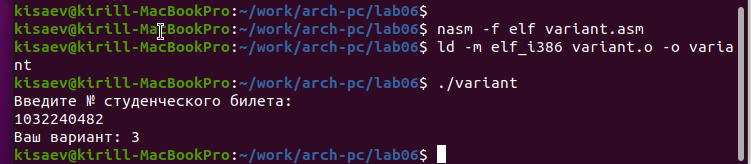 kisaev@kirill-MacBookPro:~/work/arch-pc/lab06$
kisaev@kirill-MacBookPro:~/work/arch-pc/lab06$ nasm -f elf variant.asm
kisaev@kirill-MacBookPro:~/work/arch-pc/lab06$ ld -m elf_i386 variant.o -o varia
nt
kisaev@kirill-MacBookPro:~/work/arch-pc/lab06$ ./variant
Введите № студенческого билета:
1032240482
Ваш вариант: 3
kisaev@kirill-MacBookPro:~/work/arch-pc/lab06$